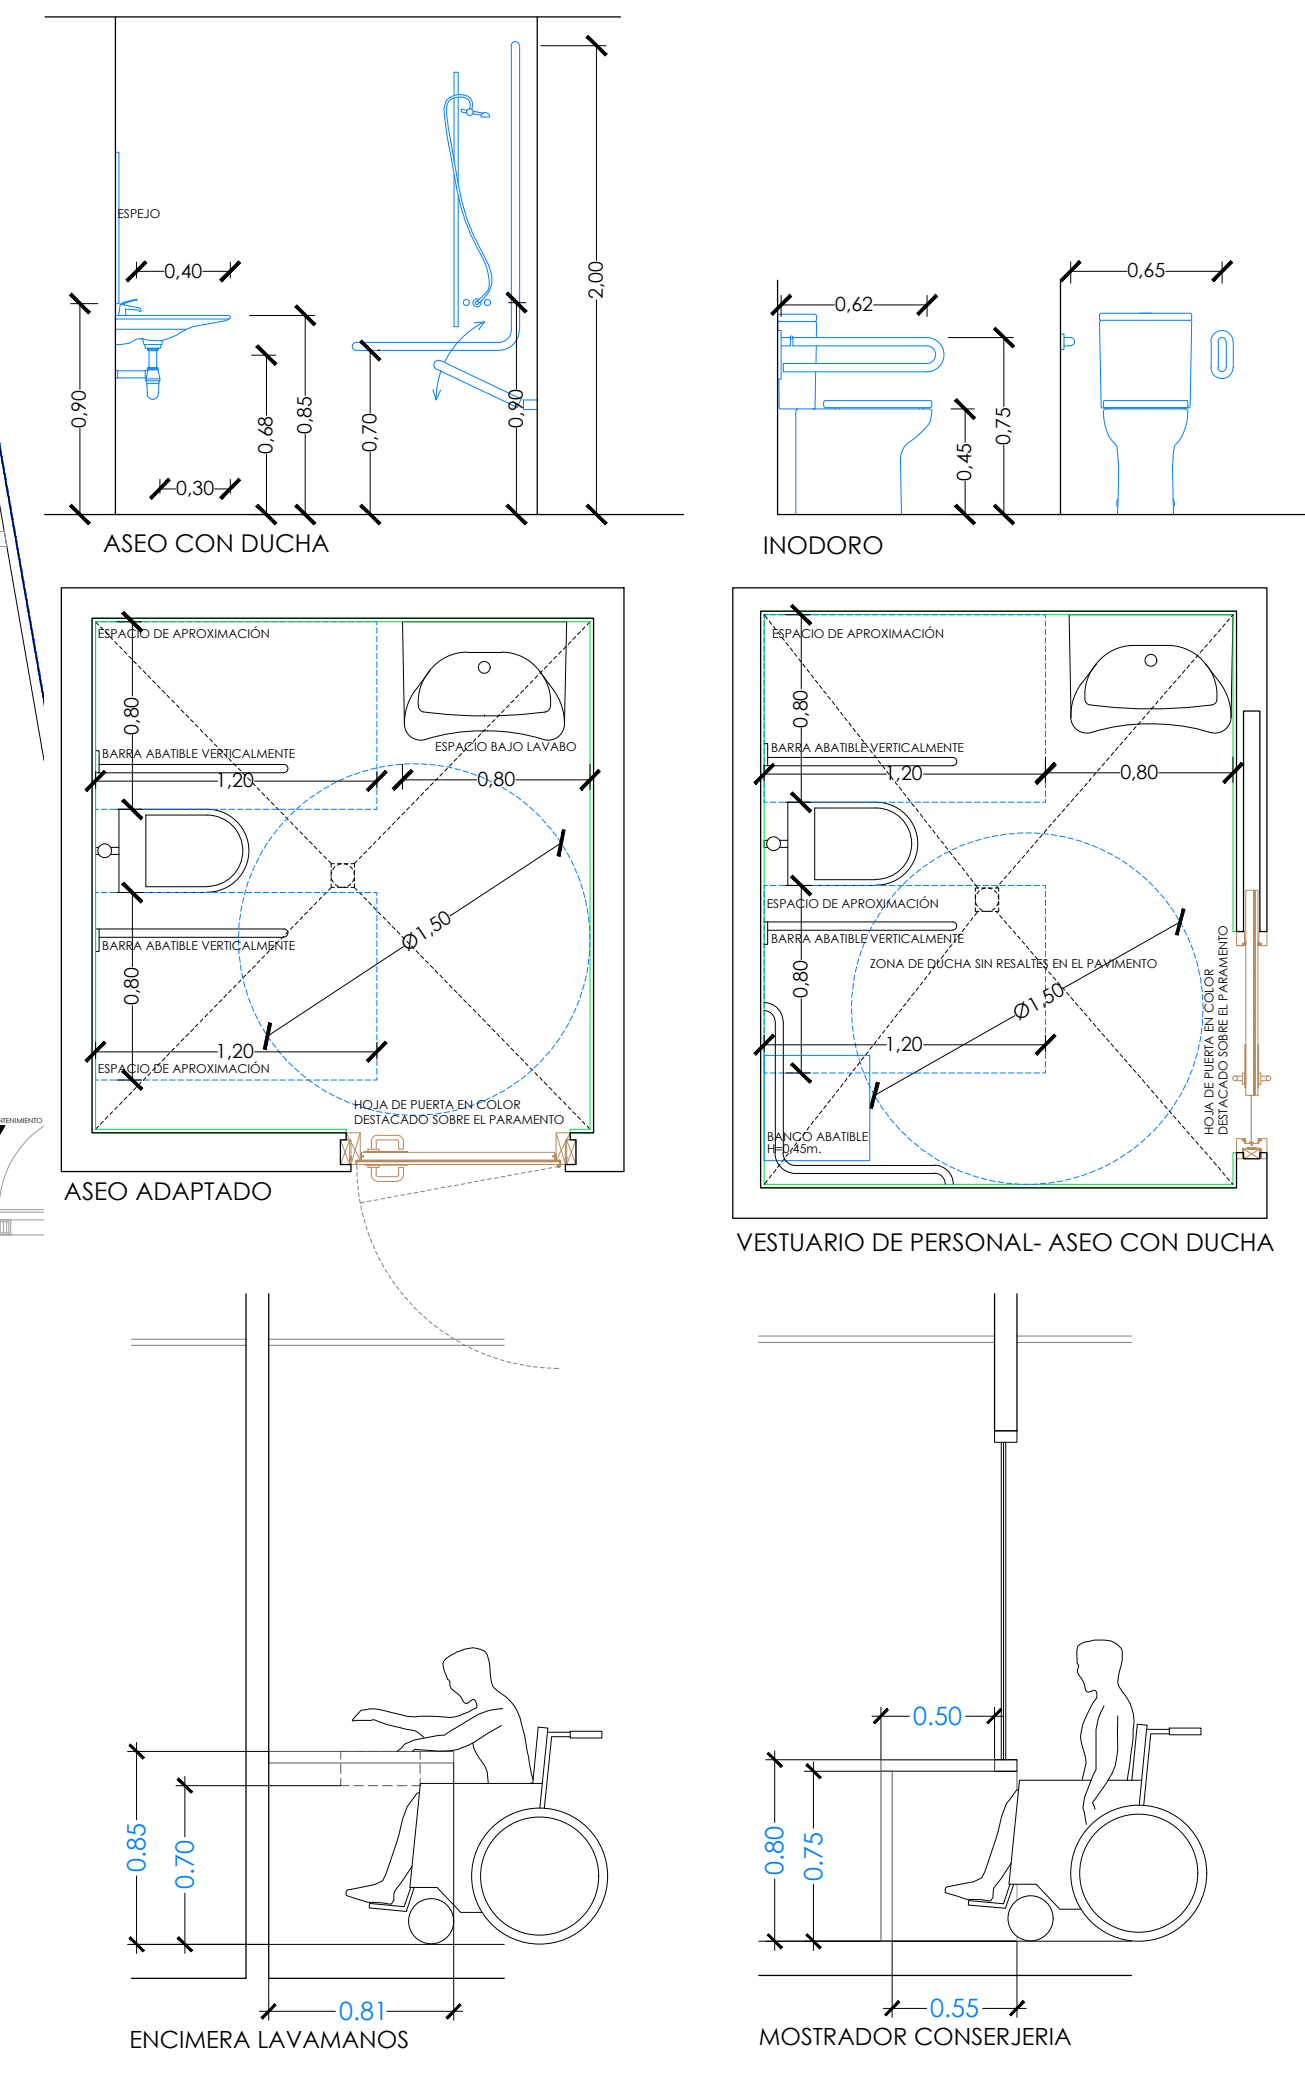 ESPEJO
0,40
0,90
0,68
0,85
0,30
0,70
0,90
2,00
ASEO CON DUCHA
0,62
0,65
0,75
0,45
INODORO
ESPACIO DE APROXIMACIÓN
0,80
BARRA ABATIBLE VERTICALMENTE
1,20
ESPACIO BAJO LAVABO
0,80
Ø1,50
BARRA ABATIBLE VERTICALMENTE
0,80
1,20
ESPACIO DE APROXIMACIÓN
HOJA DE PUERTA EN COLOR
DESTACADO SOBRE EL PARAMENTO
ASEO ADAPTADO
ESPACIO DE APROXIMACIÓN
0,80
BARRA ABATIBLE VERTICALMENTE
1,20
0,80
ESPACIO DE APROXIMACIÓN
BARRA ABATIBLE VERTICALMENTE
ZONA DE DUCHA SIN RESALTES EN EL PAVIMENTO
0,80
Ø1,50
1,20
HOJA DE PUERTA EN COLOR
DESTACADO SOBRE EL PARAMENTO
BANCO ABATIBLE
H=0,45m.
VESTUARIO DE PERSONAL- ASEO CON DUCHA
0.85
0.70
0.81
ENCIMERA LAVAMANOS
0.50
0.80
0.75
0.55
MOSTRADOR CONSERJERIA